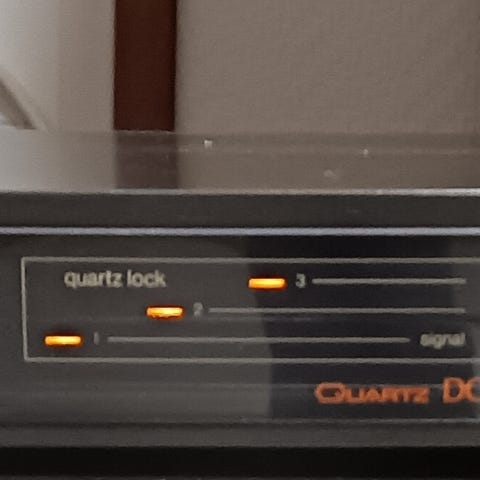 quartz lock
3
2
1
signal
QUARTZ DC